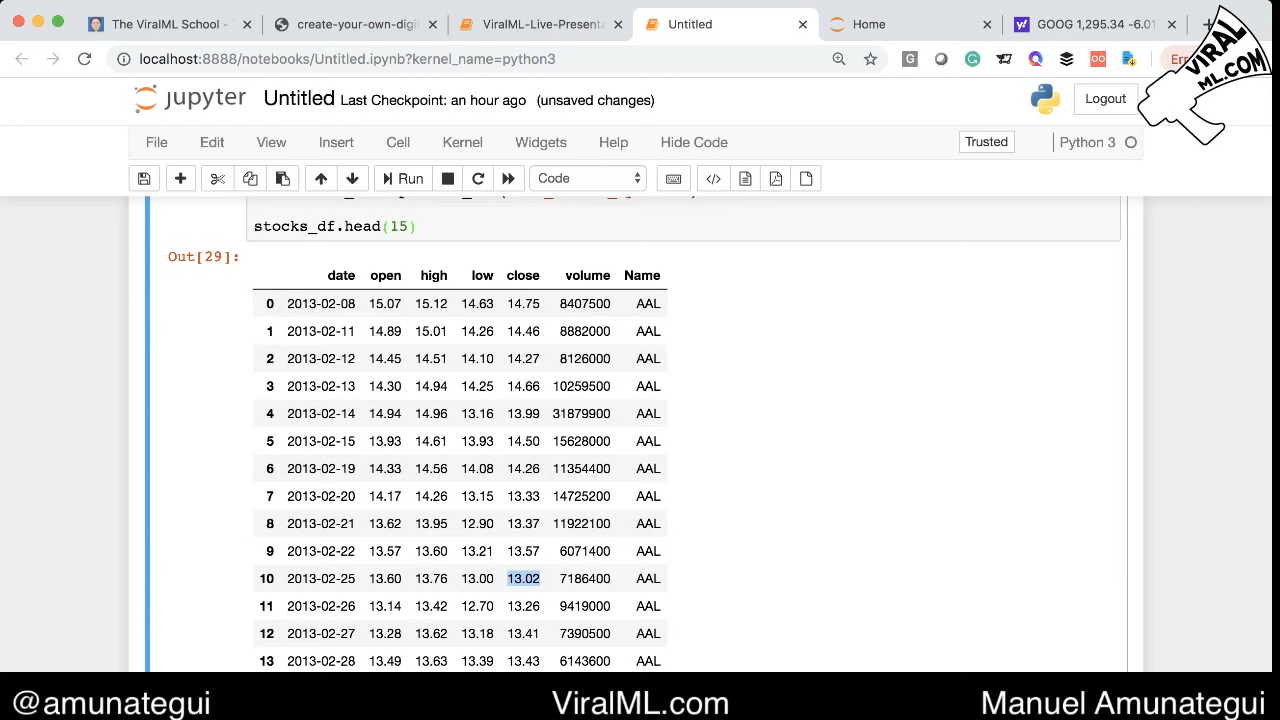 The ViralML School -
create-your-own-digi
ViralML-Live-Presenta
Untitled
Home
GOOG 1,295.34 -6.01
localhost:8888/notebooks/Untitled.ipynb?kernel_name=python3
Err
VIRAL
ML.COM
jupyter Untitled Last Checkpoint: an hour ago (unsaved changes)
Logout
File Edit View Insert Cell Kernel Widgets Help Hide Code
Trusted
Python 3
Run
Code
stocks_df.head(15)
Out[29]:
date open high low close volume Name
0 2013-02-08 15.07 15.12 14.63 14.75 8407500 AAL
1 2013-02-11 14.89 15.01 14.26 14.46 8882000 AAL
2 2013-02-12 14.45 14.51 14.10 14.27 8126000 AAL
3 2013-02-13 14.30 14.94 14.25 14.66 10259500 AAL
4 2013-02-14 14.94 14.96 13.16 13.99 31879900 AAL
5 2013-02-15 13.93 14.61 13.93 14.50 15628000 AAL
6 2013-02-19 14.33 14.56 14.08 14.26 11354400 AAL
7 2013-02-20 14.17 14.26 13.15 13.33 14725200 AAL
8 2013-02-21 13.62 13.95 12.90 13.37 11922100 AAL
9 2013-02-22 13.57 13.60 13.21 13.57 6071400 AAL
10 2013-02-25 13.60 13.76 13.00 13.02 7186400 AAL
11 2013-02-26 13.14 13.42 12.70 13.26 9419000 AAL
12 2013-02-27 13.28 13.62 13.18 13.41 7390500 AAL
13 2013-02-28 13.49 13.63 13.39 13.43 6143600 AAL
@amunategui
ViralML.com
Manuel Amunategui